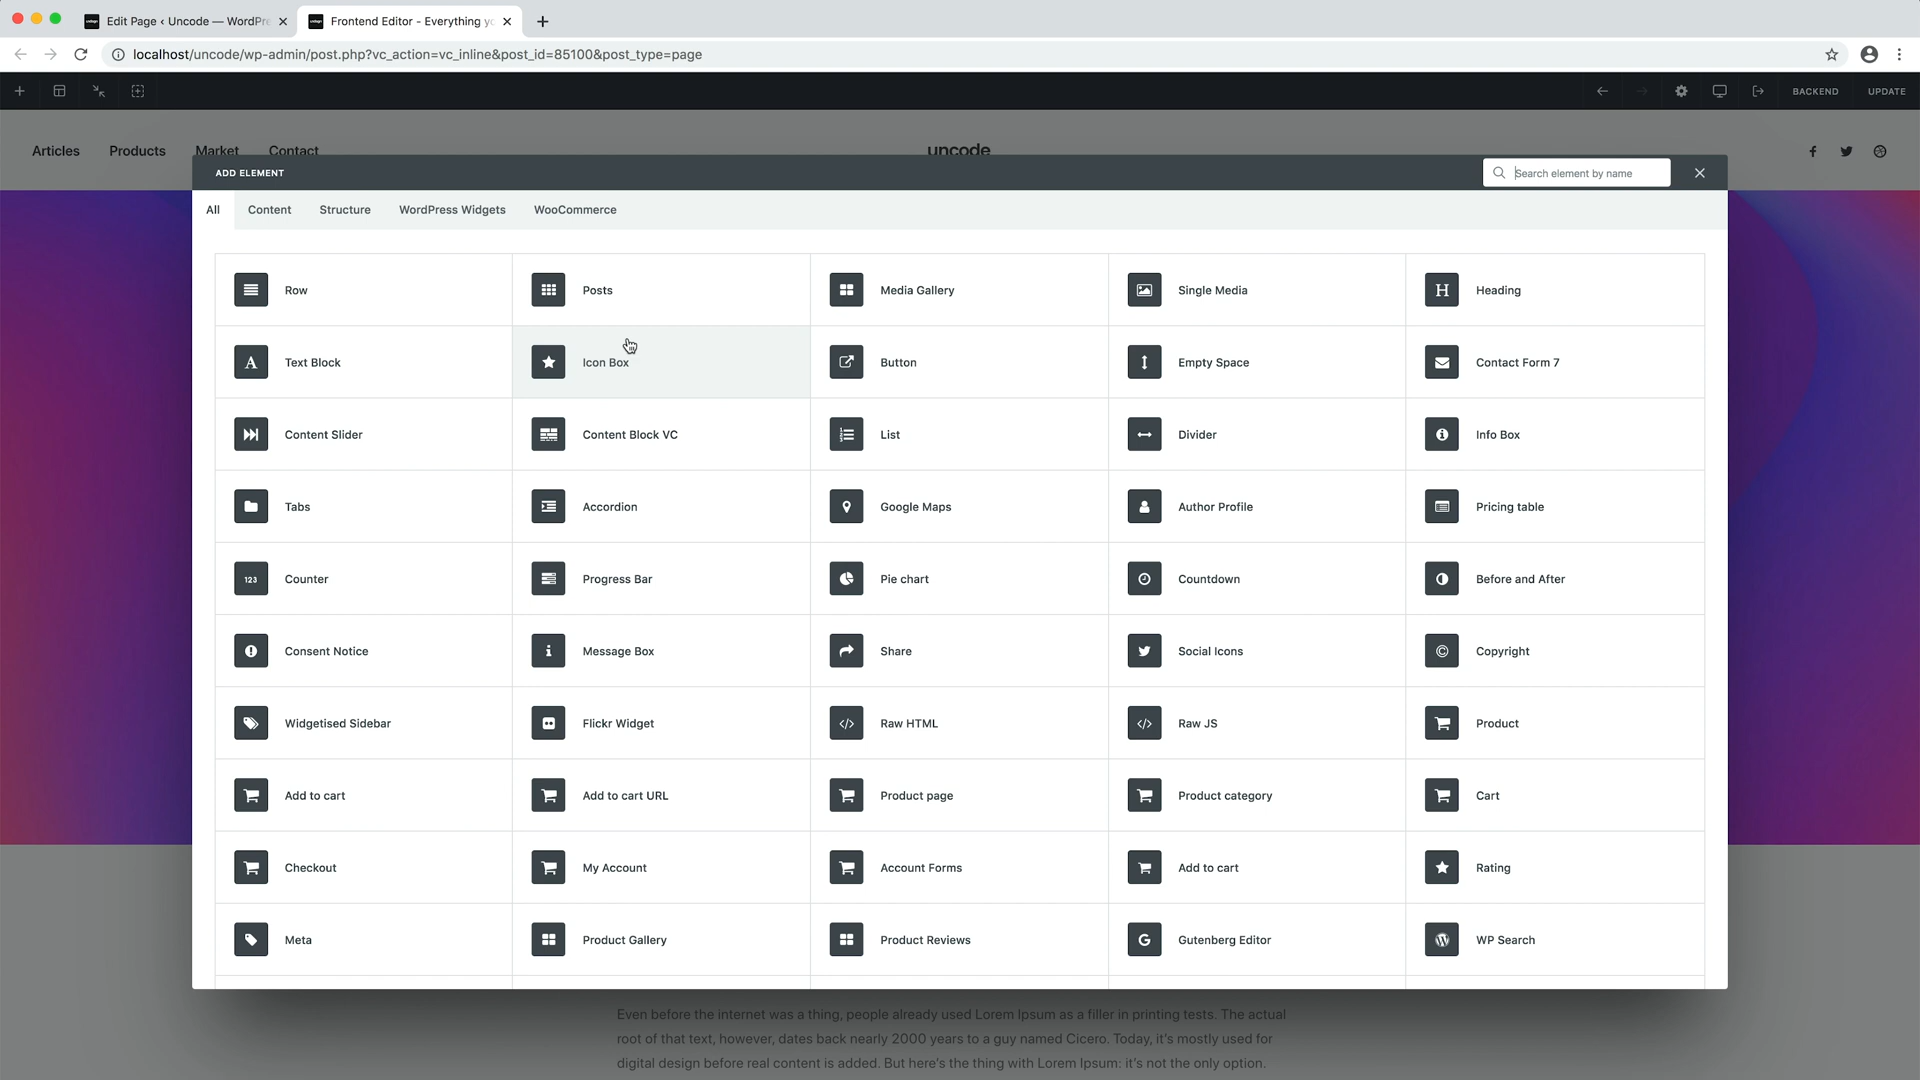 Edit Page ‹ Uncode — WordPre
Frontend Editor - Everything yo
localhost/uncode/wp-admin/post.php?vc_action=vc_inline&post_id=85100&post_type=page
BACKEND
UPDATE
Articles
Products
Market
Contact
uncode
ADD ELEMENT
Search element by name
All
Content
Structure
WordPress Widgets
WooCommerce
Row
Posts
Media Gallery
Single Media
H
Heading
A
Text Block
Icon Box
Button
Empty Space
Contact Form 7
Content Slider
Content Block VC
List
Divider
Info Box
Tabs
Accordion
Google Maps
Author Profile
Pricing table
123
Counter
Progress Bar
Pie chart
Countdown
Before and After
Consent Notice
Message Box
Share
Social Icons
Copyright
Widgetised Sidebar
Flickr Widget
Raw HTML
Raw JS
Product
Add to cart
Add to cart URL
Product page
Product category
Cart
Checkout
My Account
Account Forms
Add to cart
Rating
Meta
Product Gallery
Product Reviews
G
Gutenberg Editor
WP Search
Even before the internet was a thing, people already used Lorem Ipsum as a filler in printing tests. The actual
root of that text, however, dates back nearly 2000 years to a guy named Cicero. Today, it's mostly used for
digital design before real content is added. But here's the thing with Lorem Ipsum: it's not the only option.